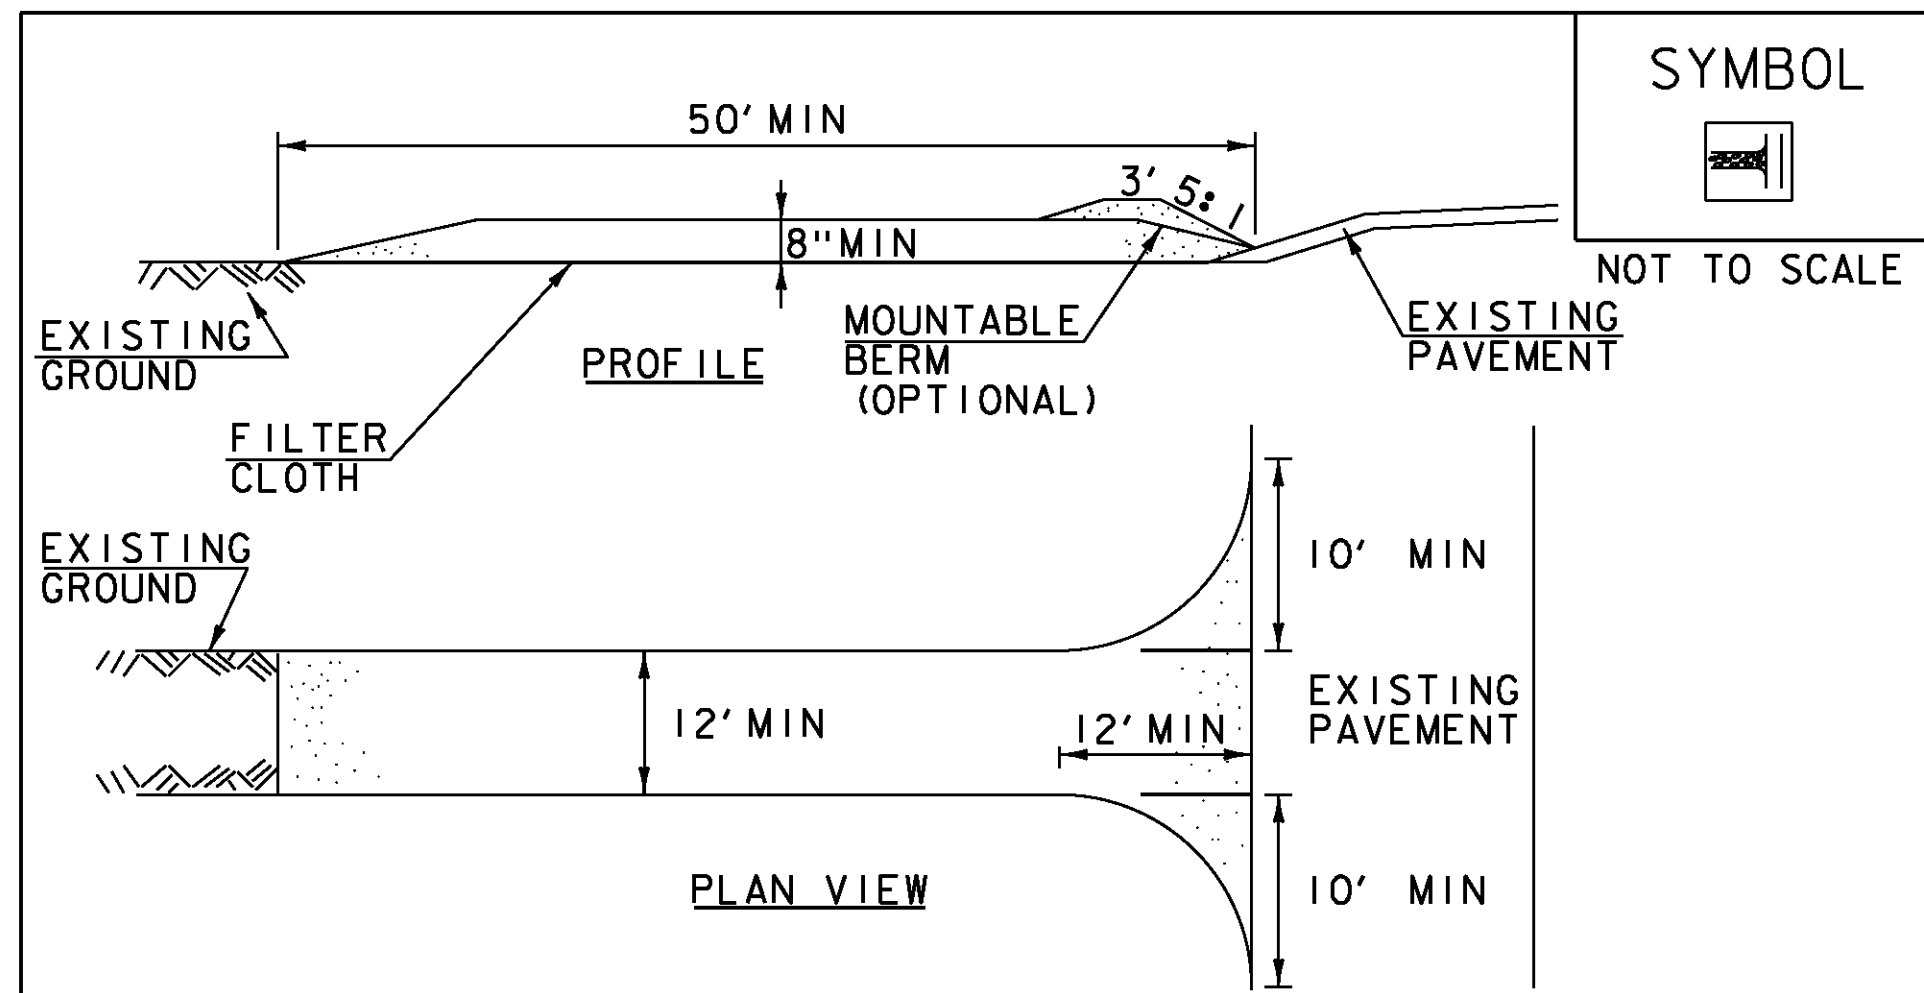 SYMBOL
NOT TO SCALE
50' MIN
3' 5:1
8" MIN
EXISTING
GROUND
PROFILE
MOUNTABLE
BERM
(OPTIONAL)
EXISTING
PAVEMENT
FILTER
CLOTH
EXISTING
GROUND
10' MIN
12' MIN
12' MIN
EXISTING
PAVEMENT
10' MIN
PLAN VIEW